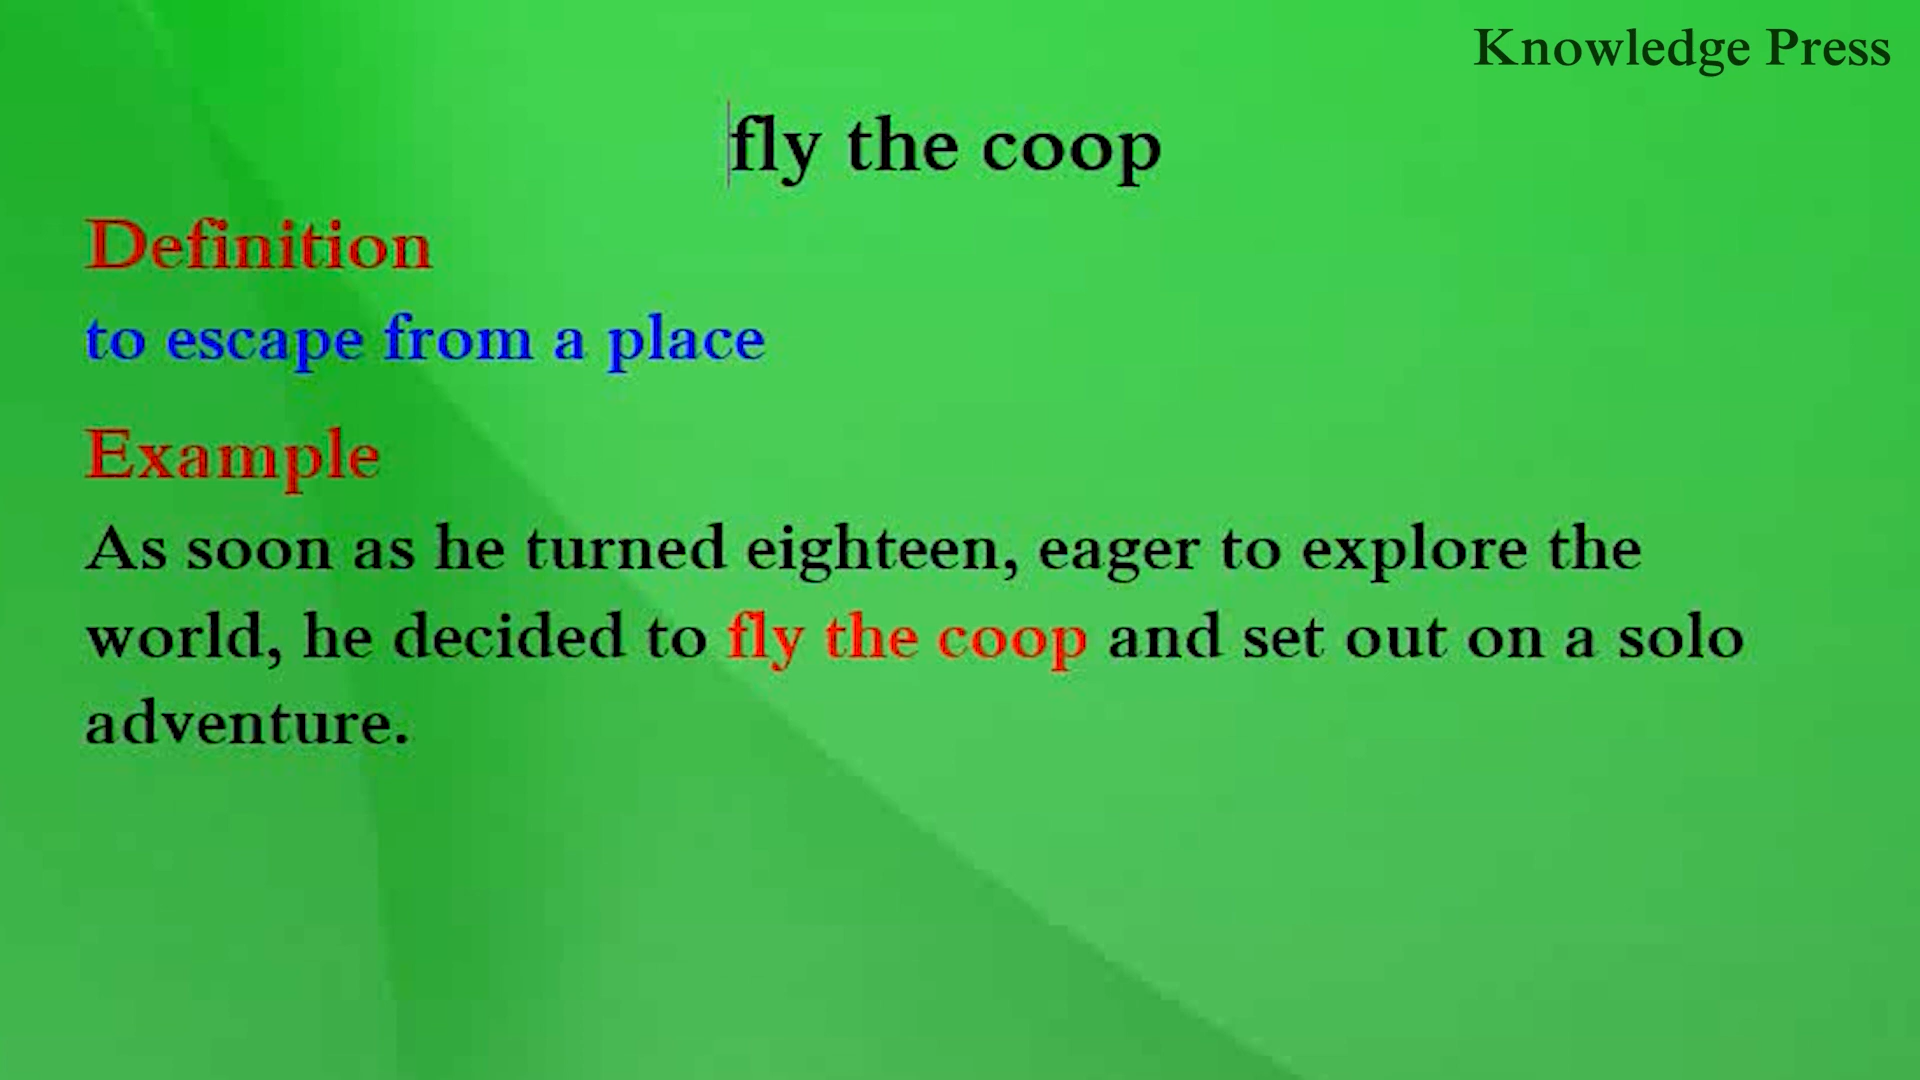 Knowledge Press
fly the coop
Definition
to escape from a place
Example
As soon as he turned eighteen, eager to explore the
world, he decided to fly the coop and set out on a solo
adventure.